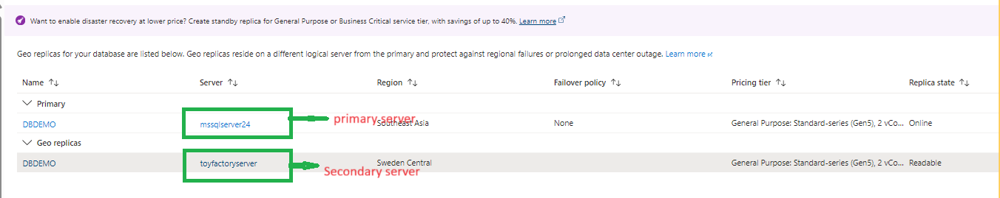 Want to enable disaster recovery at lower price? Create standby replica for General Purpose or Business Critical service tier, with savings of up to 40%. Learn more
Geo replicas for your database are listed below. Geo replicas reside on a different logical server from the primary and protect against regional failures or prolonged data center outage. Learn more
Name Server Region Failover policy Pricing tier Replica state
Primary
DBDEMO mssqlserver24 primary server Southeast Asia None General Purpose: Standard-series (Gen5), 2 vCo... Online
Geo replicas
DBDEMO toyfactoryserver Sweden Central General Purpose: Standard-series (Gen5), 2 vCo... Readable
Secondary server